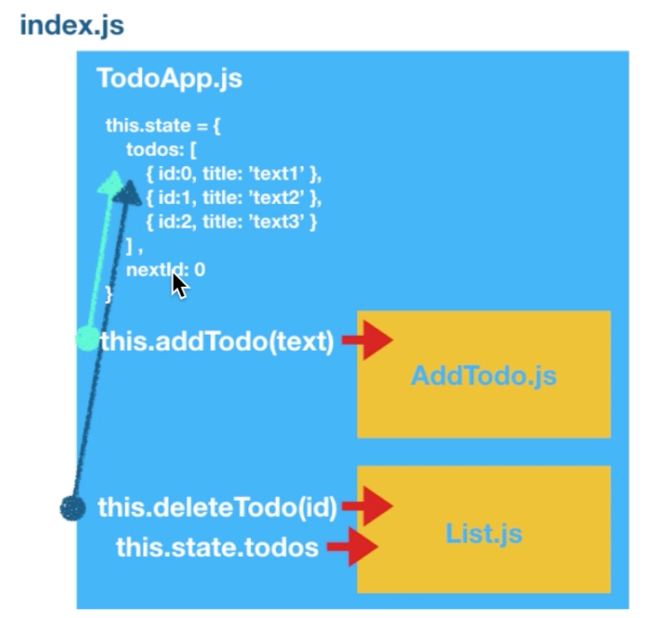 index.js
TodoApp.js
this.state = {
todos: [
{ id:0, title: ’text1’ },
{ id:1, title: ’text2’ },
{ id:2, title: ’text3’ }
] ,
nextId: 0
}
this.addTodo(text)
AddTodo.js
this.deleteTodo(id)
this.state.todos
List.js